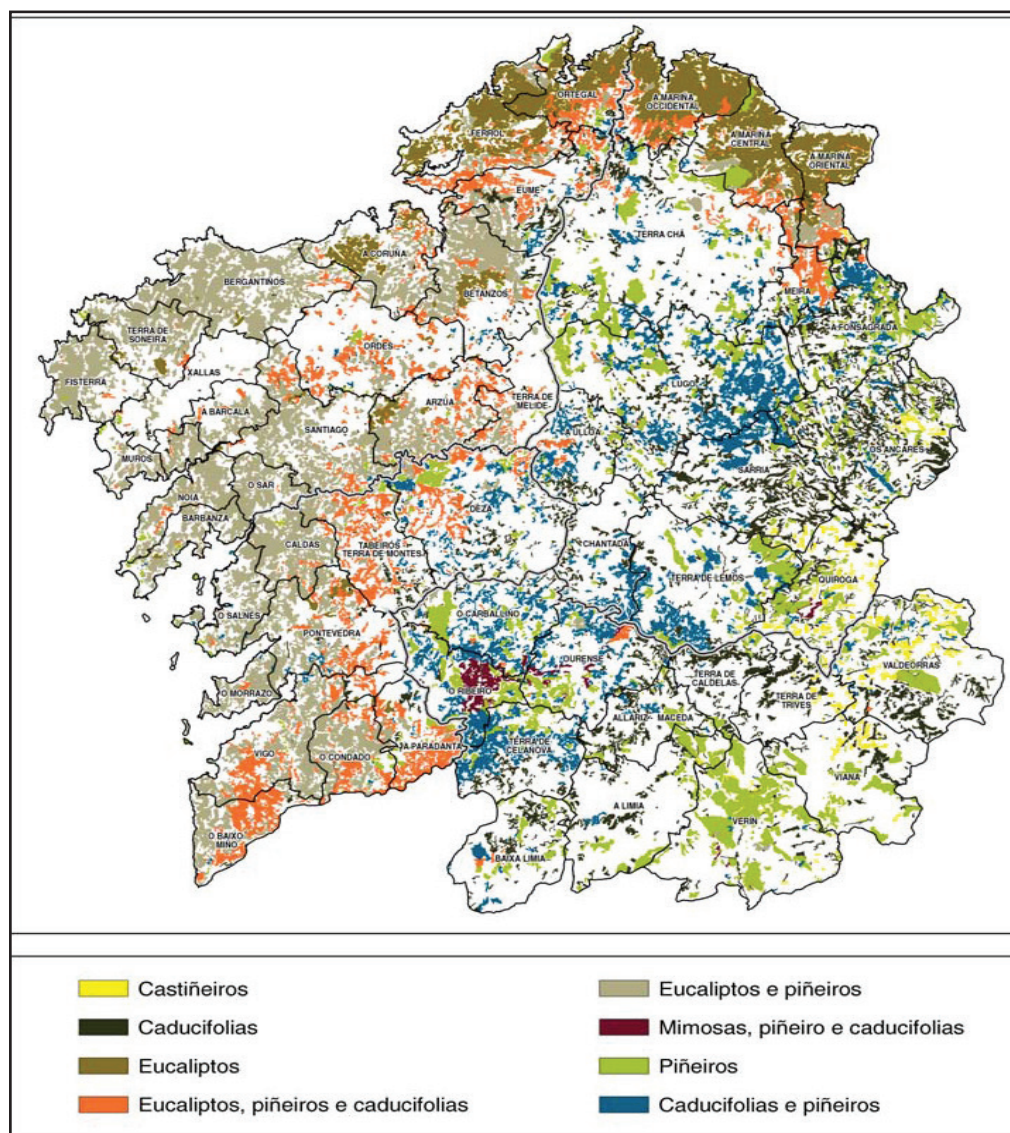 ORTEGAL
A MARIÑA
OCCIDENTAL
FERROL
A MARIÑA
CENTRAL
A MARIÑA
ORIENTAL
EUME
TERRA CHÁ
A CORUÑA
BERGANTIÑOS
BETANZOS
MEIRA
TERRA DE
SONEIRA
A FONSAGRADA
ORDES
XALLAS
FISTERRA
LUGO
ARZÚA
TERRA DE
MELIDE
A BARCALA
SANTIAGO
A ULLOA
OS ANCARES
MUROS
SARRIA
O SAR
NOIA
DEZA
BARBANZA
CALDAS
TABEIROS
TERRA DE MONTES
CHANTADA
TERRA DE LEMOS
QUIROGA
O SALNÉS
O CARBALLIÑO
PONTEVEDRA
OURENSE
VALDEORRAS
TERRA DE
CALDELAS
O MORRAZO
O RIBEIRO
TERRA DE
TRIVES
ALLARIZ- MACEDA
VIGO
O CONDADO
A PARADANTA
TERRA DE
CELANOVA
VIANA
A LIMIA
VERÍN
O BAIXO
MIÑO
BAIXA LIMIA
Castiñeiros
Caducifolias
Eucaliptos
Eucaliptos, piñeiros e caducifolias
Eucaliptos e piñeiros
Mimosas, piñeiro e caducifolias
Piñeiros
Caducifolias e piñeiros